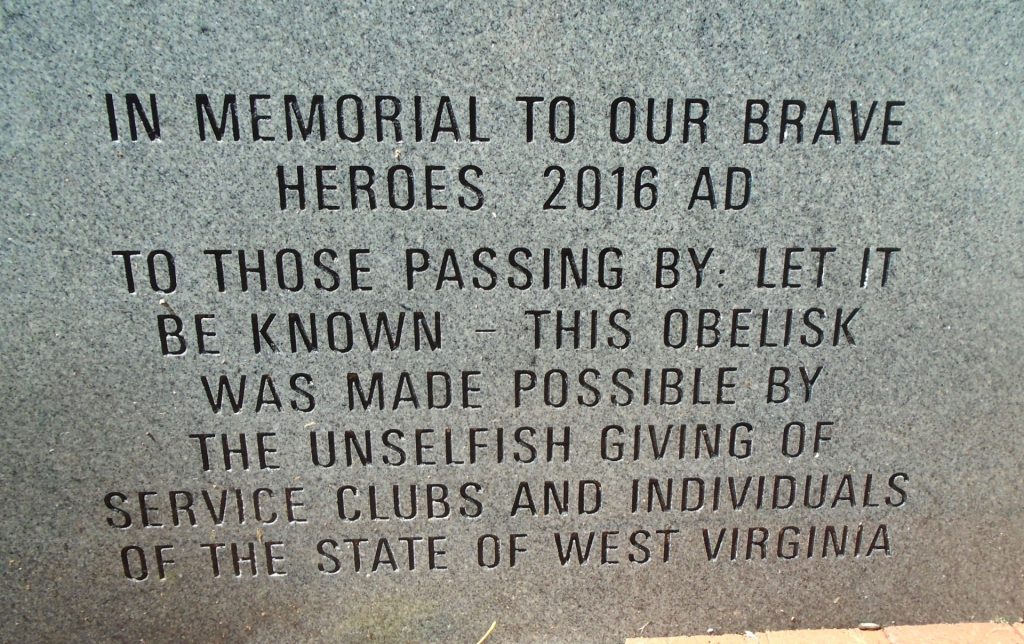 IN MEMORIAL TO OUR BRAVE
HEROES 2016 AD
TO THOSE PASSING BY: LET IT
BE KNOWN - THIS OBELISK
WAS MADE POSSIBLE BY
THE UNSELFISH GIVING OF
SERVICE CLUBS AND INDIVIDUALS
OF THE STATE OF WEST VIRGINIA